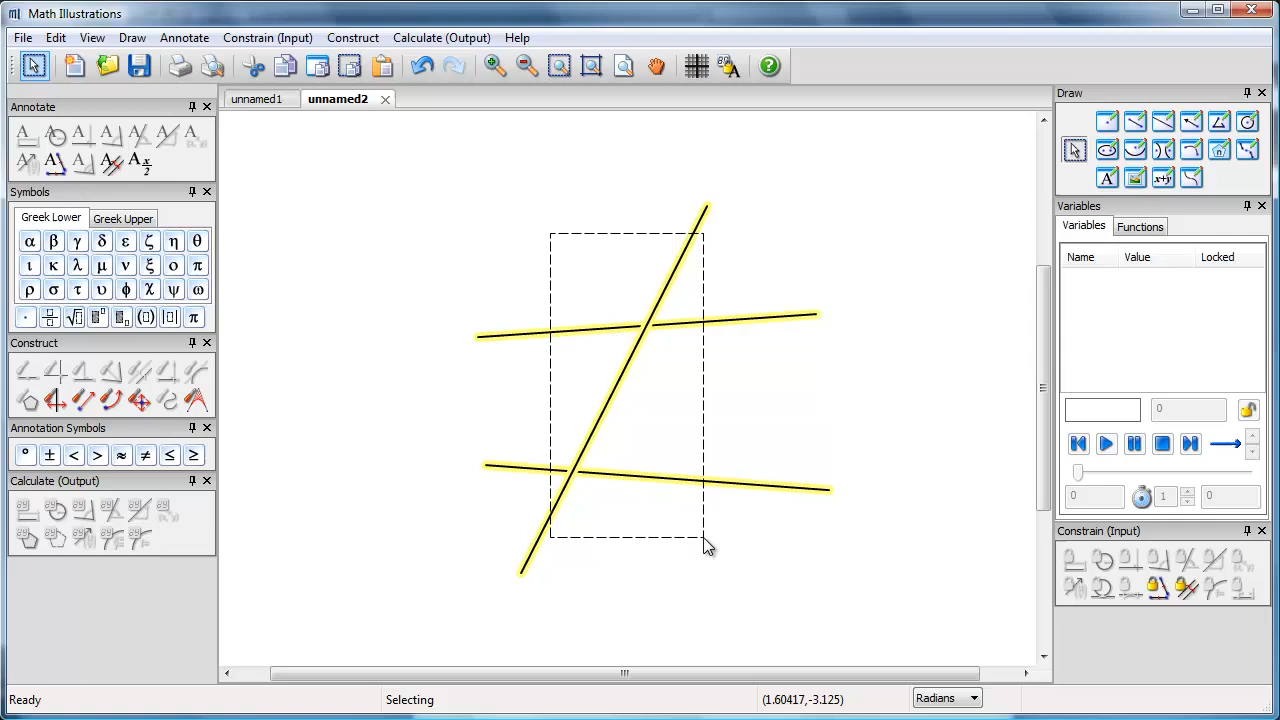 Math Illustrations
File Edit View Draw Annotate Constrain (Input) Construct Calculate (Output) Help
unnamed1 unnamed2
Annotate
Symbols
Greek Lower Greek Upper
α β γ δ ε ζ η θ
ι κ λ μ ν ξ ο π
ρ σ τ υ φ χ ψ ω
Construct
Annotation Symbols
° ± < > ≈ ≠ ≤ ≥
Calculate (Output)
Draw
Variables
Variables Functions
Name Value Locked
0
0 1 0
Constrain (Input)
Ready Selecting (1.60417,-3.125) Radians